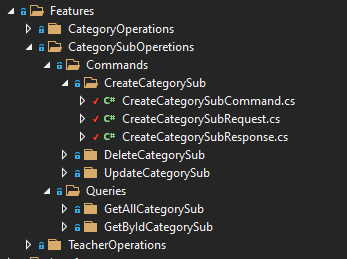 Features
CategoryOperations
CategorySubOperetions
Commands
CreateCategorySub
C# CreateCategorySubCommand.cs
C# CreateCategorySubRequest.cs
C# CreateCategorySubResponse.cs
DeleteCategorySub
UpdateCategorySub
Queries
GetAllCategorySub
GetByIdCategorySub
TeacherOperations